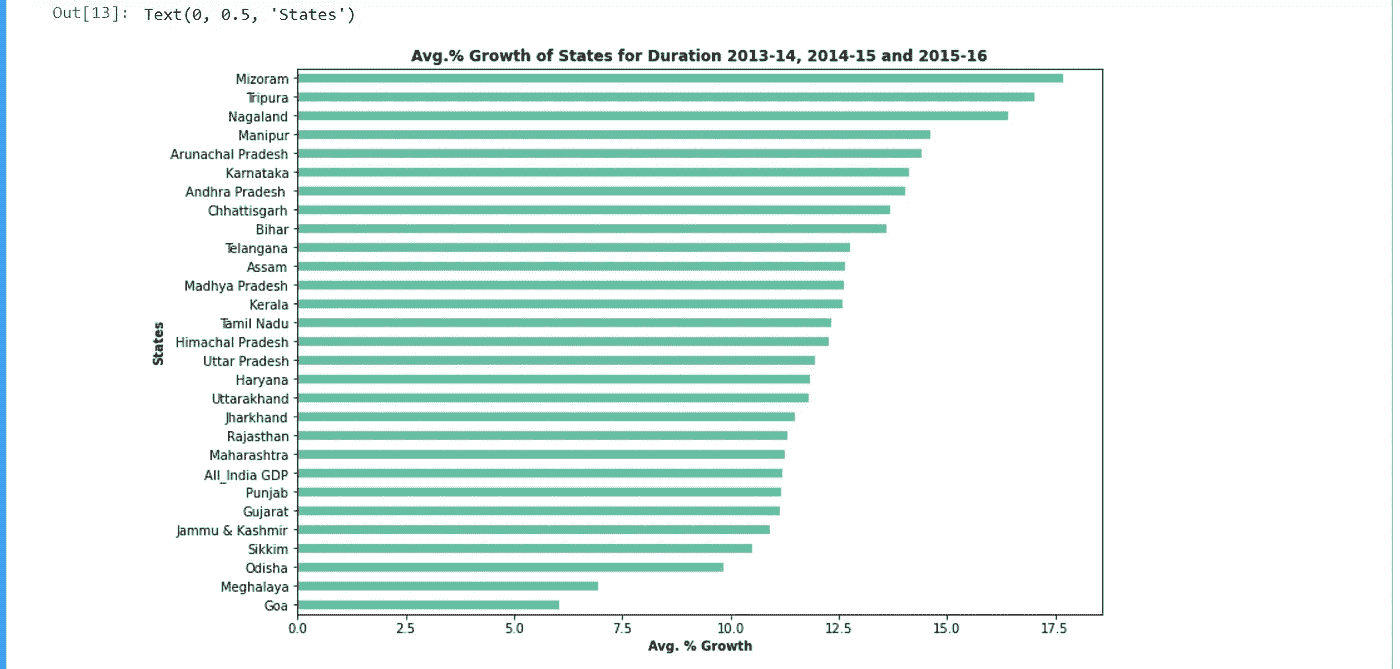 Out[13]: Text(0, 0.5, 'States')
Avg.% Growth of States for Duration 2013-14, 2014-15 and 2015-16
Mizoram
Tripura
Nagaland
Manipur
Arunachal Pradesh
Karnataka
Andhra Pradesh
Chhattisgarh
Bihar
Telangana
Assam
Madhya Pradesh
Kerala
Tamil Nadu
Himachal Pradesh
Uttar Pradesh
Haryana
Uttarakhand
Jharkhand
Rajasthan
Maharashtra
All_India GDP
Punjab
Gujarat
Jammu & Kashmir
Sikkim
Odisha
Meghalaya
Goa
States
0.0 2.5 5.0 7.5 10.0 12.5 15.0 17.5
Avg. % Growth